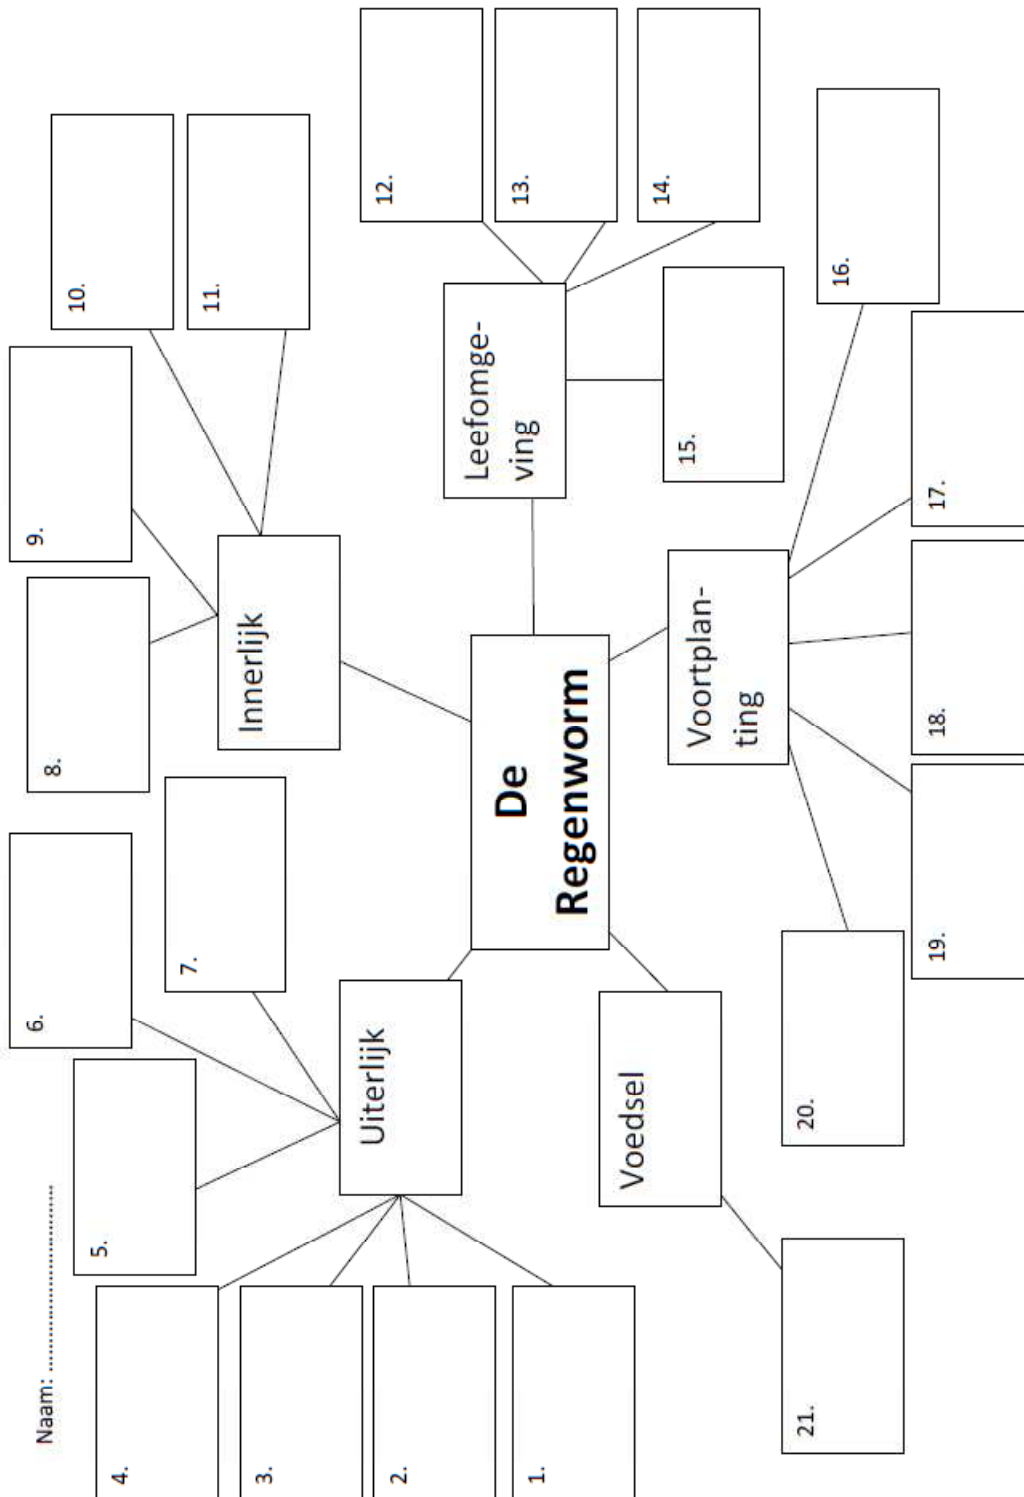 Naam: ............................................
6.
9.
10.
5.
8.
4.
7.
11.
Innerlijk
3.
12.
2.
Uiterlijk
Leefomge-
ving
13.
1.
De
Regenworm
14.
Voedsel
Voortplan-
ting
15.
21.
20.
16.
19.
18.
17.